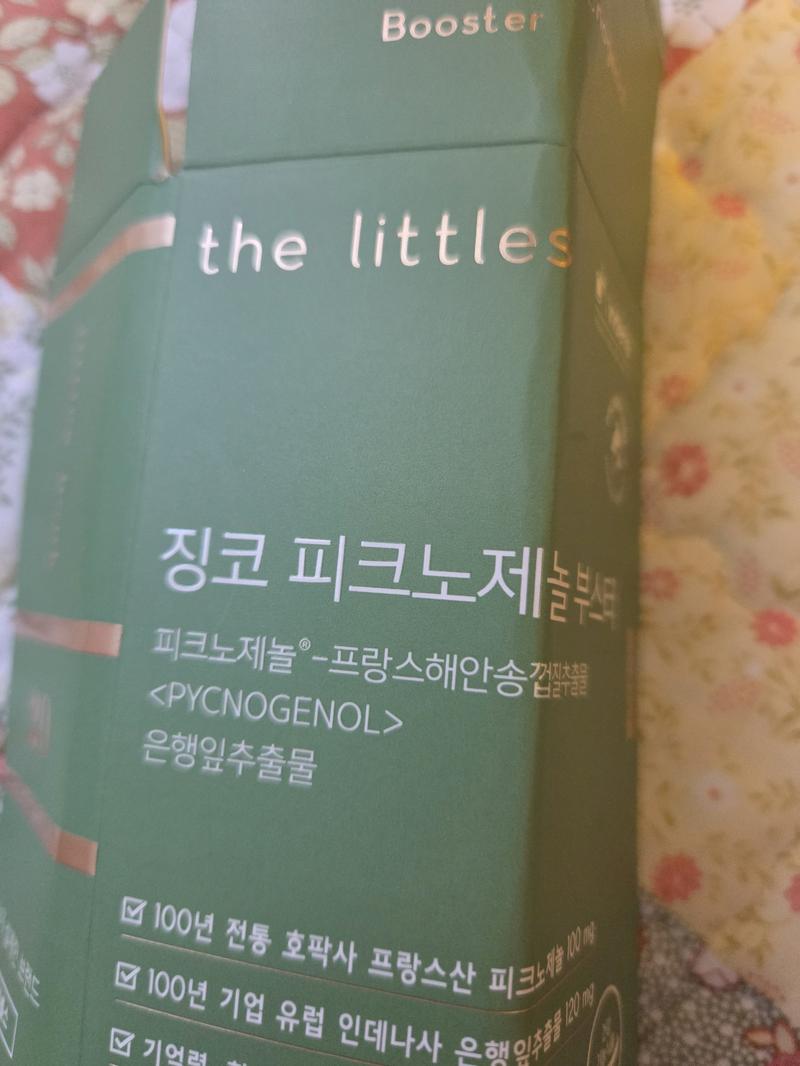 Booster
the littles
징코 피크노제놀 부스터
피크노제놀®-프랑스해안송껍질추출물
<PYCNOGENOL>
은행잎추출물
100년 전통 호팍사 프랑스산 피크노제놀 100 mg
100년 기업 유럽 인데나사 은행잎추출물 120 mg
기억력